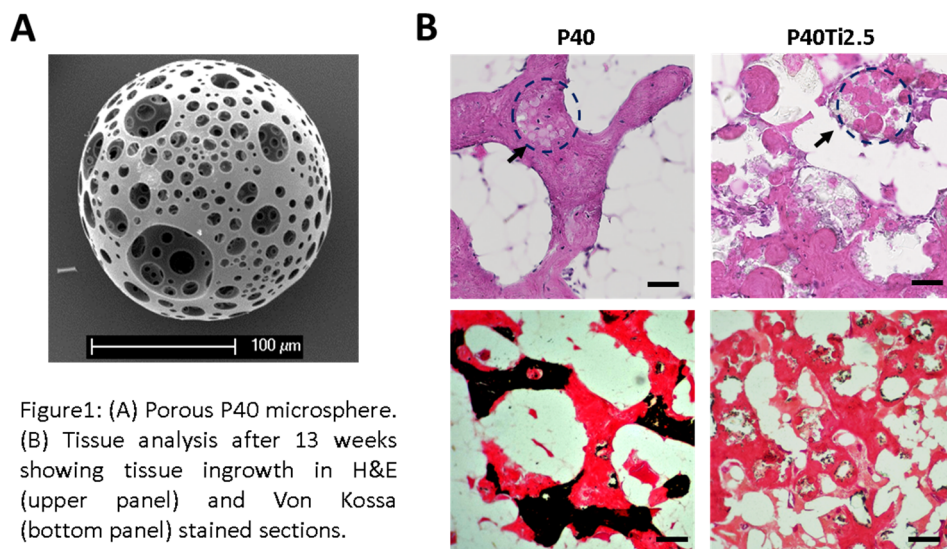 A
100 µm
Figure1: (A) Porous P40 microsphere.
(B) Tissue analysis after 13 weeks
showing tissue ingrowth in H&E
(upper panel) and Von Kossa
(bottom panel) stained sections.
B
P40
P40Ti2.5